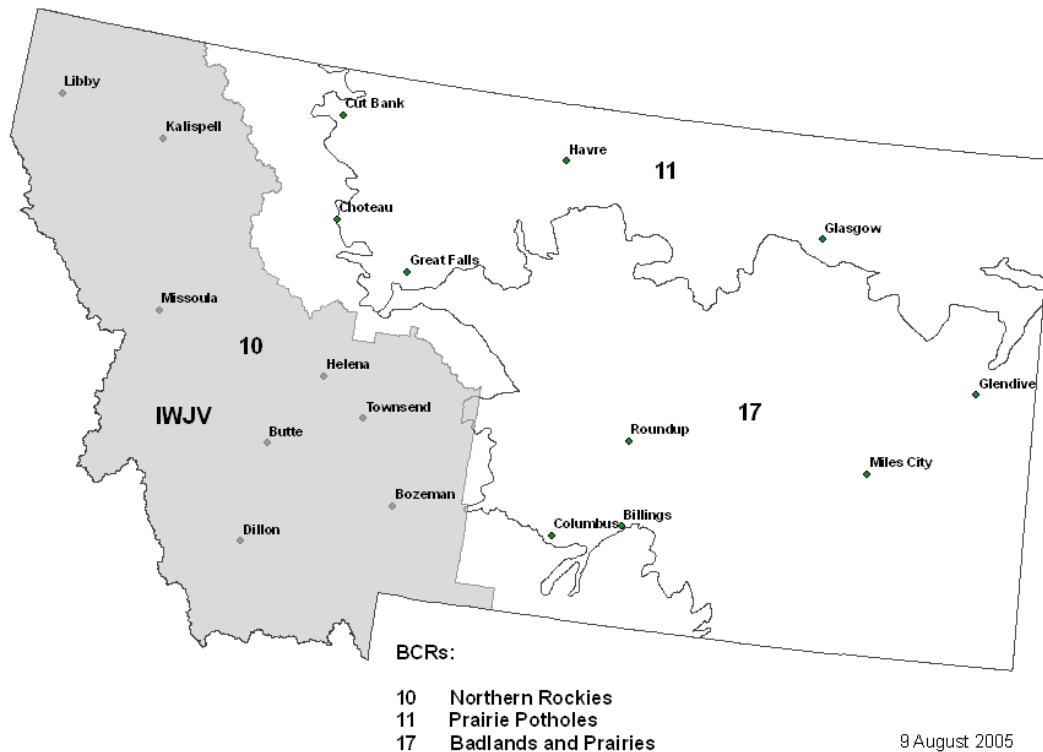 Libby
Cut Bank
Kalispell
Havre
11
Choteau
Glasgow
Great Falls
Missoula
10
Helena
Glendive
Townsend
17
IWJV
Roundup
Butte
Miles City
Bozeman
Columbus
Billings
Dillon
BCRs:
10 Northern Rockies
11 Prairie Potholes
17 Badlands and Prairies
9 August 2005